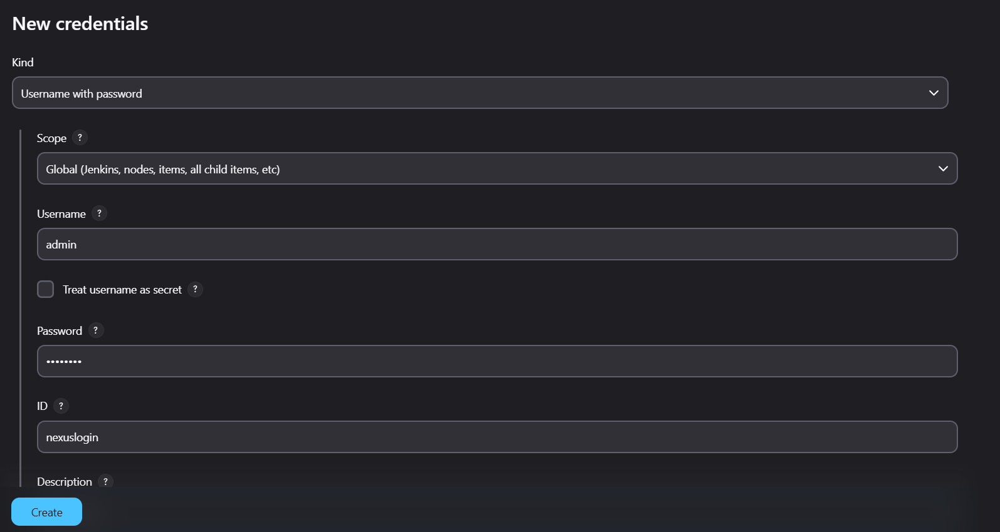 New credentials
Kind
Username with password
Scope ?
Global (Jenkins, nodes, items, all child items, etc)
Username ?
admin
Treat username as secret ?
Password ?
••••••••
ID ?
nexuslogin
Description ?
Create